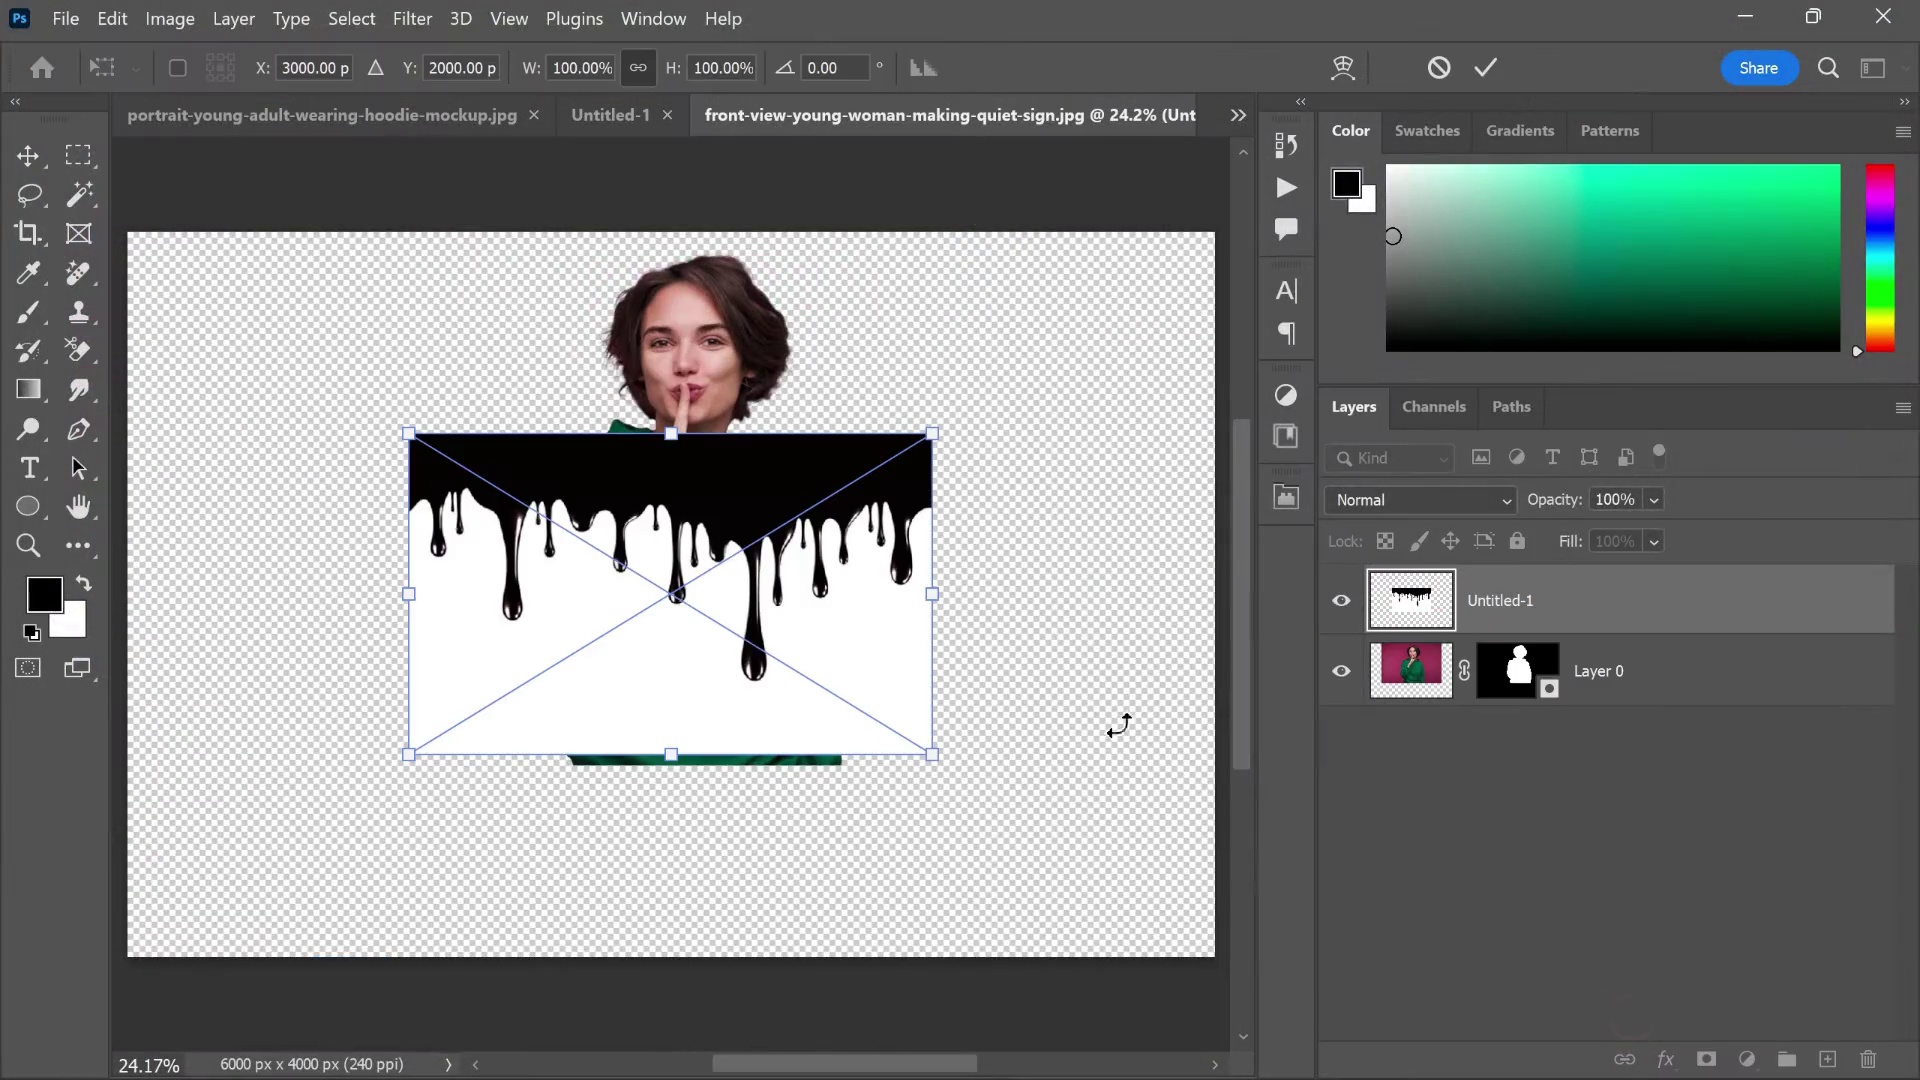 Ps File Edit Image Layer Type Select Filter 3D View Plugins Window Help
X: 3000.00 p Y: 2000.00 p W: 100.00% H: 100.00% 0.00 ° Share
portrait-young-adult-wearing-hoodie-mockup.jpg × Untitled-1 × front-view-young-woman-making-quiet-sign.jpg @ 24.2% (Unt
Color Swatches Gradients Patterns
Layers Channels Paths
Kind
Normal Opacity: 100%
Lock: Fill: 100%
Untitled-1
Layer 0
24.17% 6000 px x 4000 px (240 ppi)